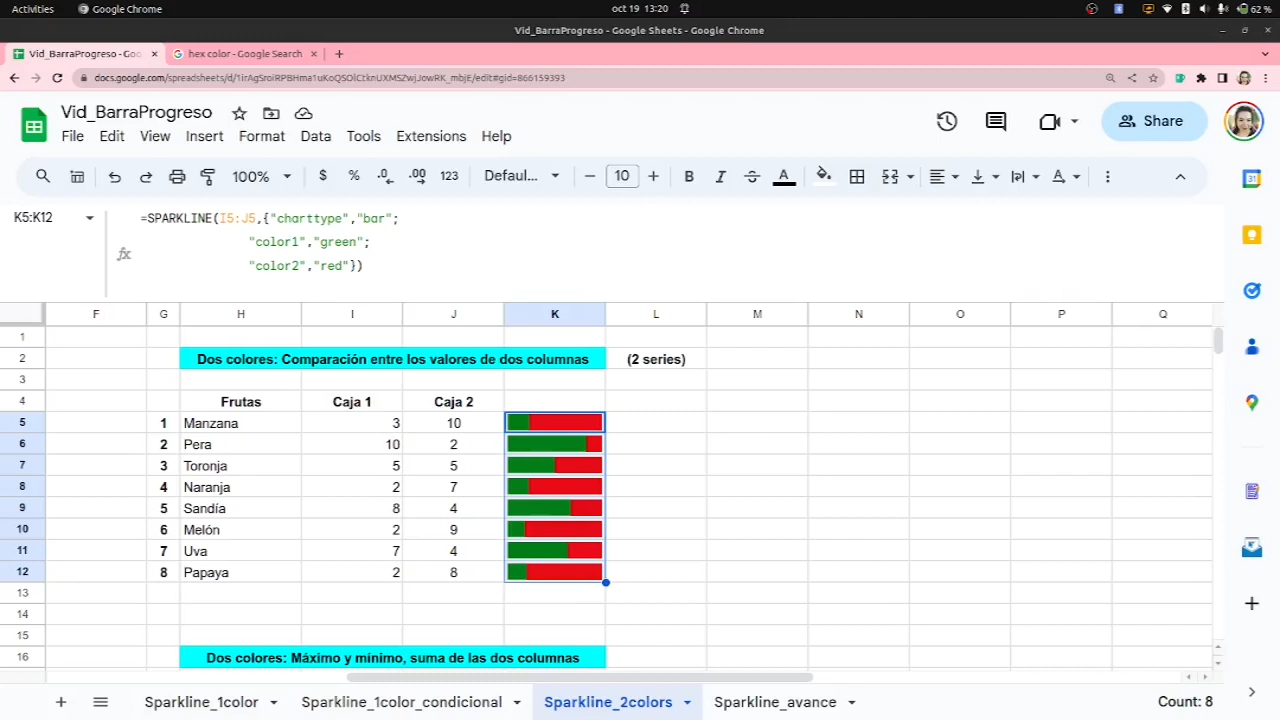 Activities Google Chrome oct 19 13:20 62 %
Vid_BarraProgreso - Google Sheets - Google Chrome
Vid_BarraProgreso - Goo hex color - Google Search
Vid_BarraProgreso
File Edit View Insert Format Data Tools Extensions Help
Share
100% $ % .0 .00 123 Defaul... 10 B I A A
K5:K12 =SPARKLINE(I5:J5,{"charttype","bar";
"color1","green";
fx
"color2","red"})
F G H I J K L M N O P Q
1
2 Dos colores: Comparación entre los valores de dos columnas (2 series)
3
4 Frutas Caja 1 Caja 2
5 1 Manzana 3 10
6 2 Pera 10 2
7 3 Toronja 5 5
8 4 Naranja 2 7
9 5 Sandía 8 4
10 6 Melón 2 9
11 7 Uva 7 4
12 8 Papaya 2 8
13
14
15
16 Dos colores: Máximo y mínimo, suma de las dos columnas
Sparkline_1color Sparkline_1color_condicional Sparkline_2colors Sparkline_avance Count: 8